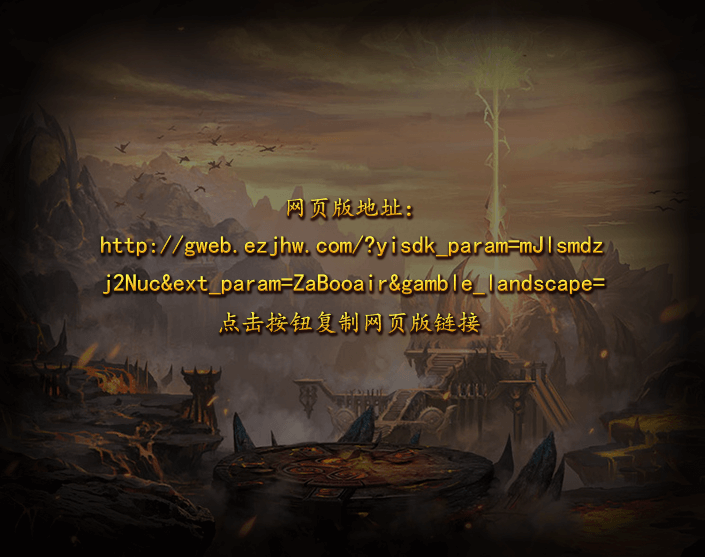 网页版地址：
http://gweb.ezjhw.com/?yisdk_param=mJlsmdz
j2Nuc&ext_param=ZaBooair&gamble_landscape=
点击按钮复制网页版链接